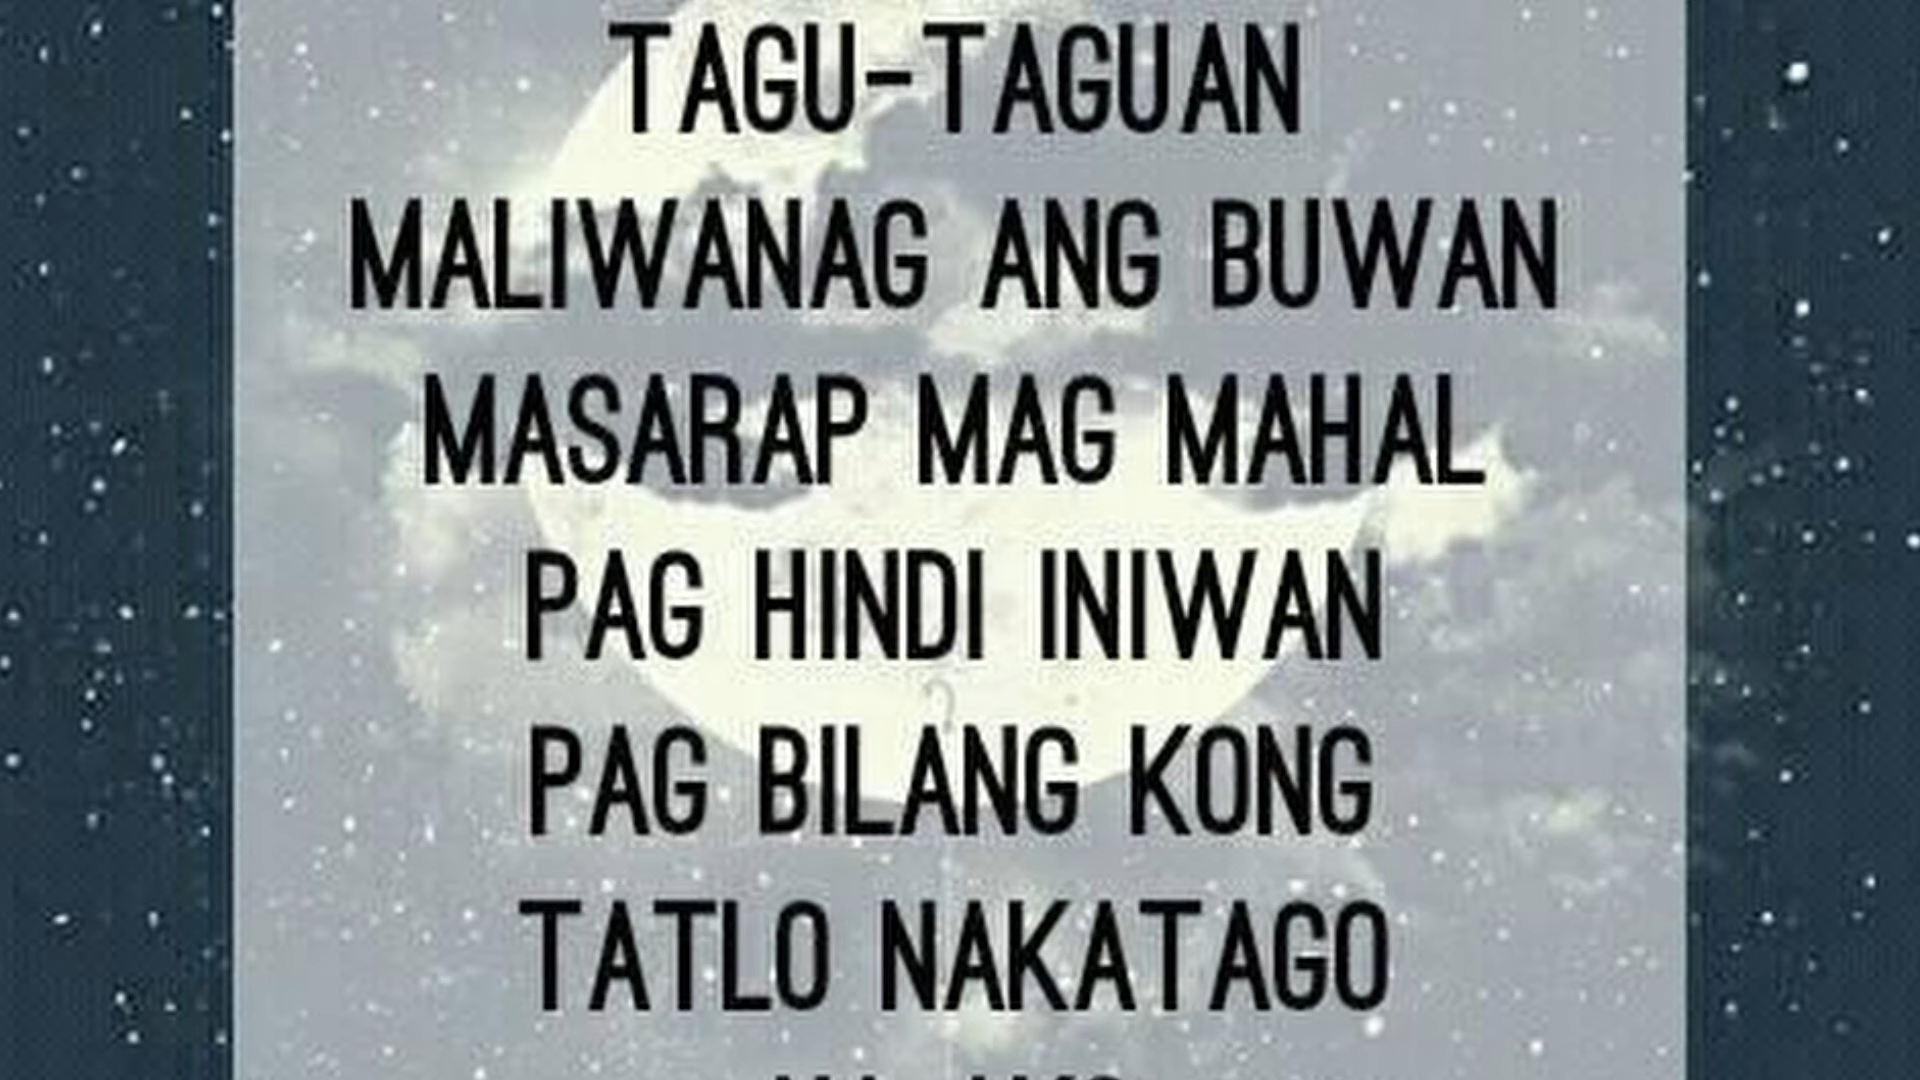 TAGU-TAGUAN
MALIWANAG ANG BUWAN
MASARAP MAG MAHAL
PAG HINDI INIWAN
PAG BILANG KONG
TATLO NAKATAGO